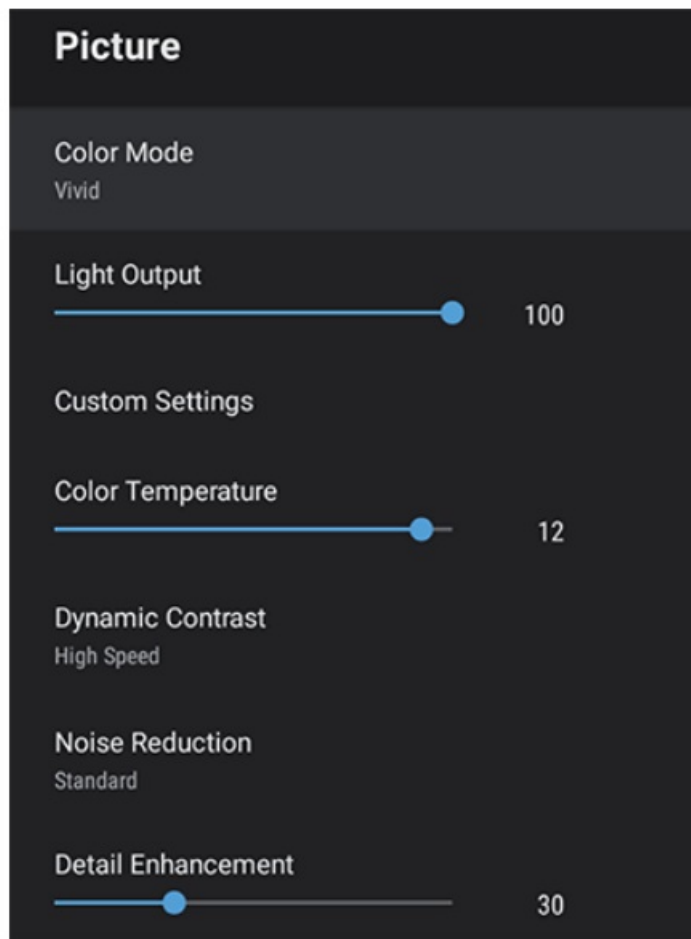 Picture
Color Mode
Vivid
Light Output
100
Custom Settings
Color Temperature
12
Dynamic Contrast
High Speed
Noise Reduction
Standard
Detail Enhancement
30